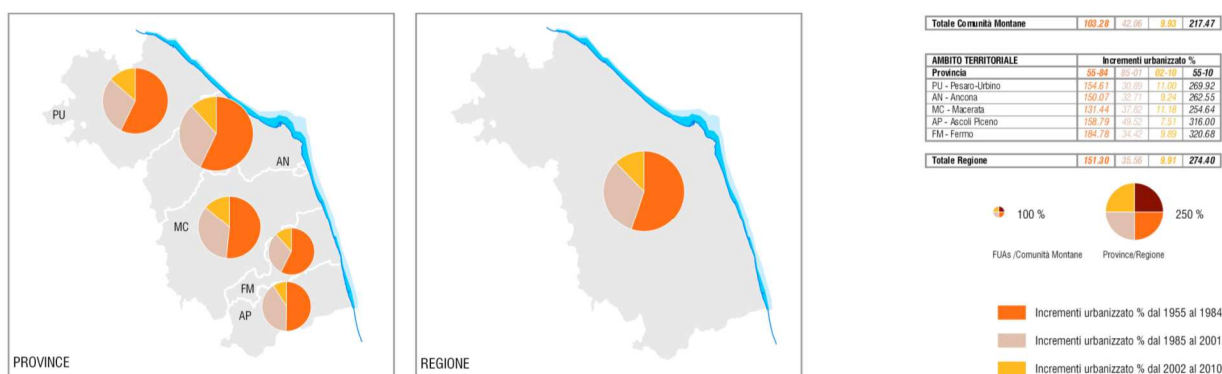 PU
AN
MC
FM
AP
PROVINCE
REGIONE
Totale Comunità Montane 103.28 42.06 9.93 217.47
AMBITO TERRITORIALE Incrementi urbanizzato %
Provincia 55-84 85-01 02-10 55-10
PU - Pesaro-Urbino 154.61 30.89 11.00 269.92
AN - Ancona 150.07 32.71 9.24 262.55
MC - Macerata 131.44 37.82 11.18 254.64
AP - Ascoli Piceno 158.79 49.52 7.51 316.00
FM - Fermo 184.78 34.42 9.89 320.68
Totale Regione 151.30 35.56 9.91 274.40
100 %
250 %
FUAs /Comunità Montane
Province/Regione
Incrementi urbanizzato % dal 1955 al 1984
Incrementi urbanizzato % dal 1985 al 2001
Incrementi urbanizzato % dal 2002 al 2010